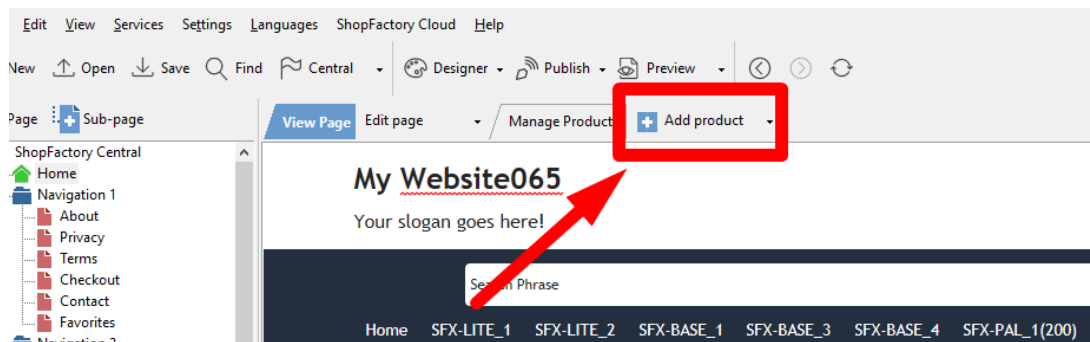 Edit View Services Settings Languages ShopFactory Cloud Help
New Open Save Find Central Designer Publish Preview
Page Sub-page View Page Edit page Manage Product Add product
ShopFactory Central
Home
Navigation 1
About
Privacy
Terms
Checkout
Contact
Favorites
My Website065
Your slogan goes here!
Search Phrase
Home SFX-LITE_1 SFX-LITE_2 SFX-BASE_1 SFX-BASE_3 SFX-BASE_4 SFX-PAL_1(200)